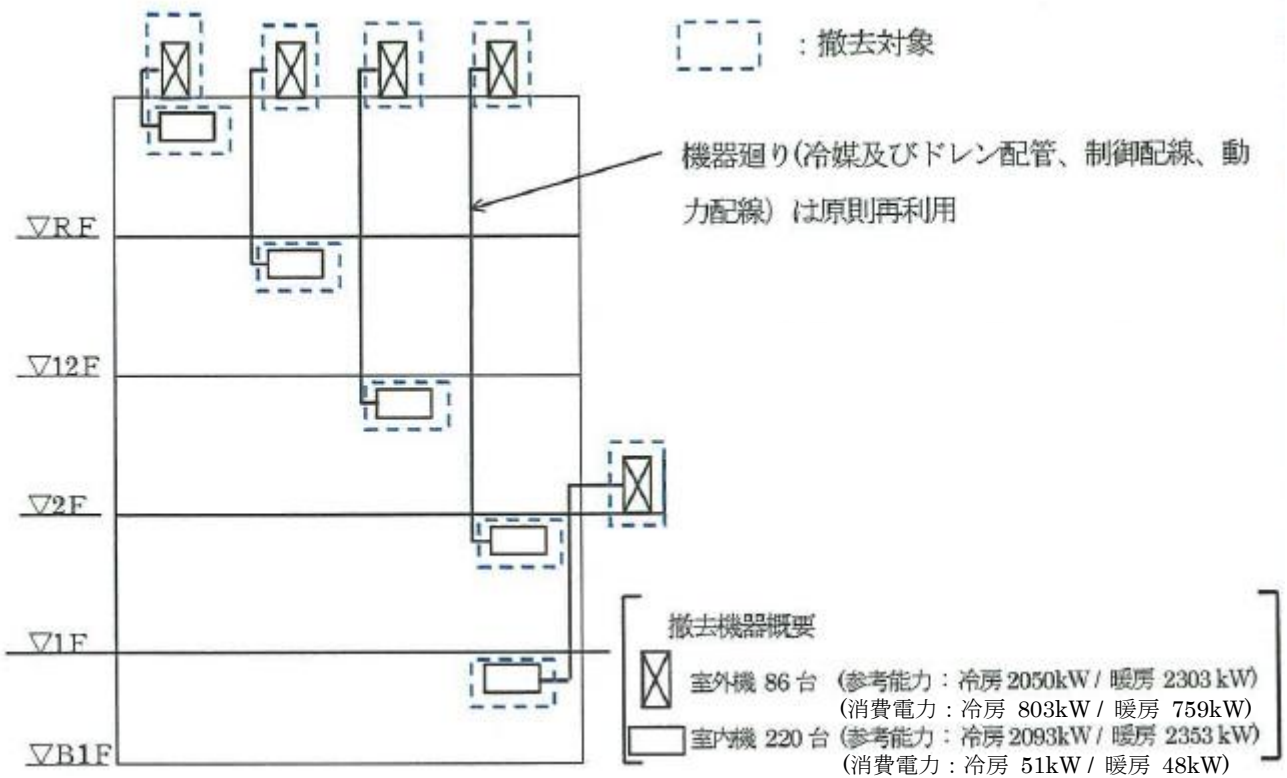 ：撤去対象
機器廻り(冷媒及びドレン配管、制御配線、動
力配線）は原則再利用
▽RF
▽12F
▽2F
▽1F
▽B1F
撤去機器概要
室外機 86 台 (参考能力：冷房 2050kW / 暖房 2303 kW)
(消費電力：冷房 803kW / 暖房 759kW)
室内機 220 台 (参考能力：冷房 2093kW / 暖房 2353 kW)
(消費電力：冷房 51kW / 暖房 48kW)